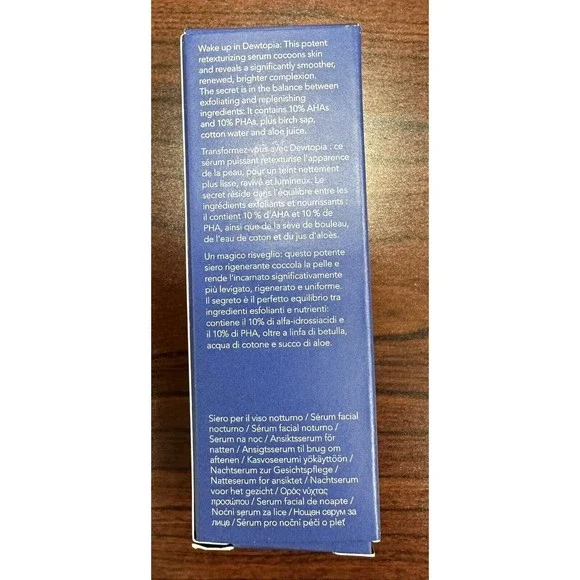 Wake up in Dewtopia: This potent
retexturizing serum cocoons skin
and reveals a significantly smoother,
renewed, brighter complexion.
The secret is in the balance between
exfoliating and replenishing
ingredients: It contains 10% AHAs
and 10% PHAs, plus birch sap,
cotton water and aloe juice.
Transformez-vous avec Dewtopia : ce
sérum puissant retexturise l'apparence
de la peau, pour un teint nettement
plus lisse, ravivé et lumineux. Le
secret réside dans l'équilibre entre les
ingrédients exfoliants et nourrissants :
il contient 10 % d'AHA et 10 % de
PHA, ainsi que de la sève de bouleau,
de l'eau de coton et du jus d'aloès.
Un magico risveglio: questo potente
siero rigenerante coccola la pelle e
rende l'incarnato significativamente
più levigato, rigenerato e uniforme.
Il segreto è il perfetto equilibrio tra
ingredienti esfolianti e nutrienti:
contiene il 10% di alfa-idrossiacidi e
il 10% di PHA, oltre a linfa di betulla,
acqua di cotone e succo di aloe.
Siero per il viso notturno / Sérum facial
nocturno / Sérum facial noturno /
Serum na noc / Ansiktsserum för
natten / Ansigtsserum til brug om
aftenen / Kasvoseerumi yökäyttöön /
Nachtserum zur Gesichtspflege /
Natteserum for ansiktet / Nachtserum
voor het gezicht / Ορός νύχτας
προσώπου / Serum facial de noapte /
Noćni serum za lice / Нощен серум за
лице / Sérum pro noční péči o pleť